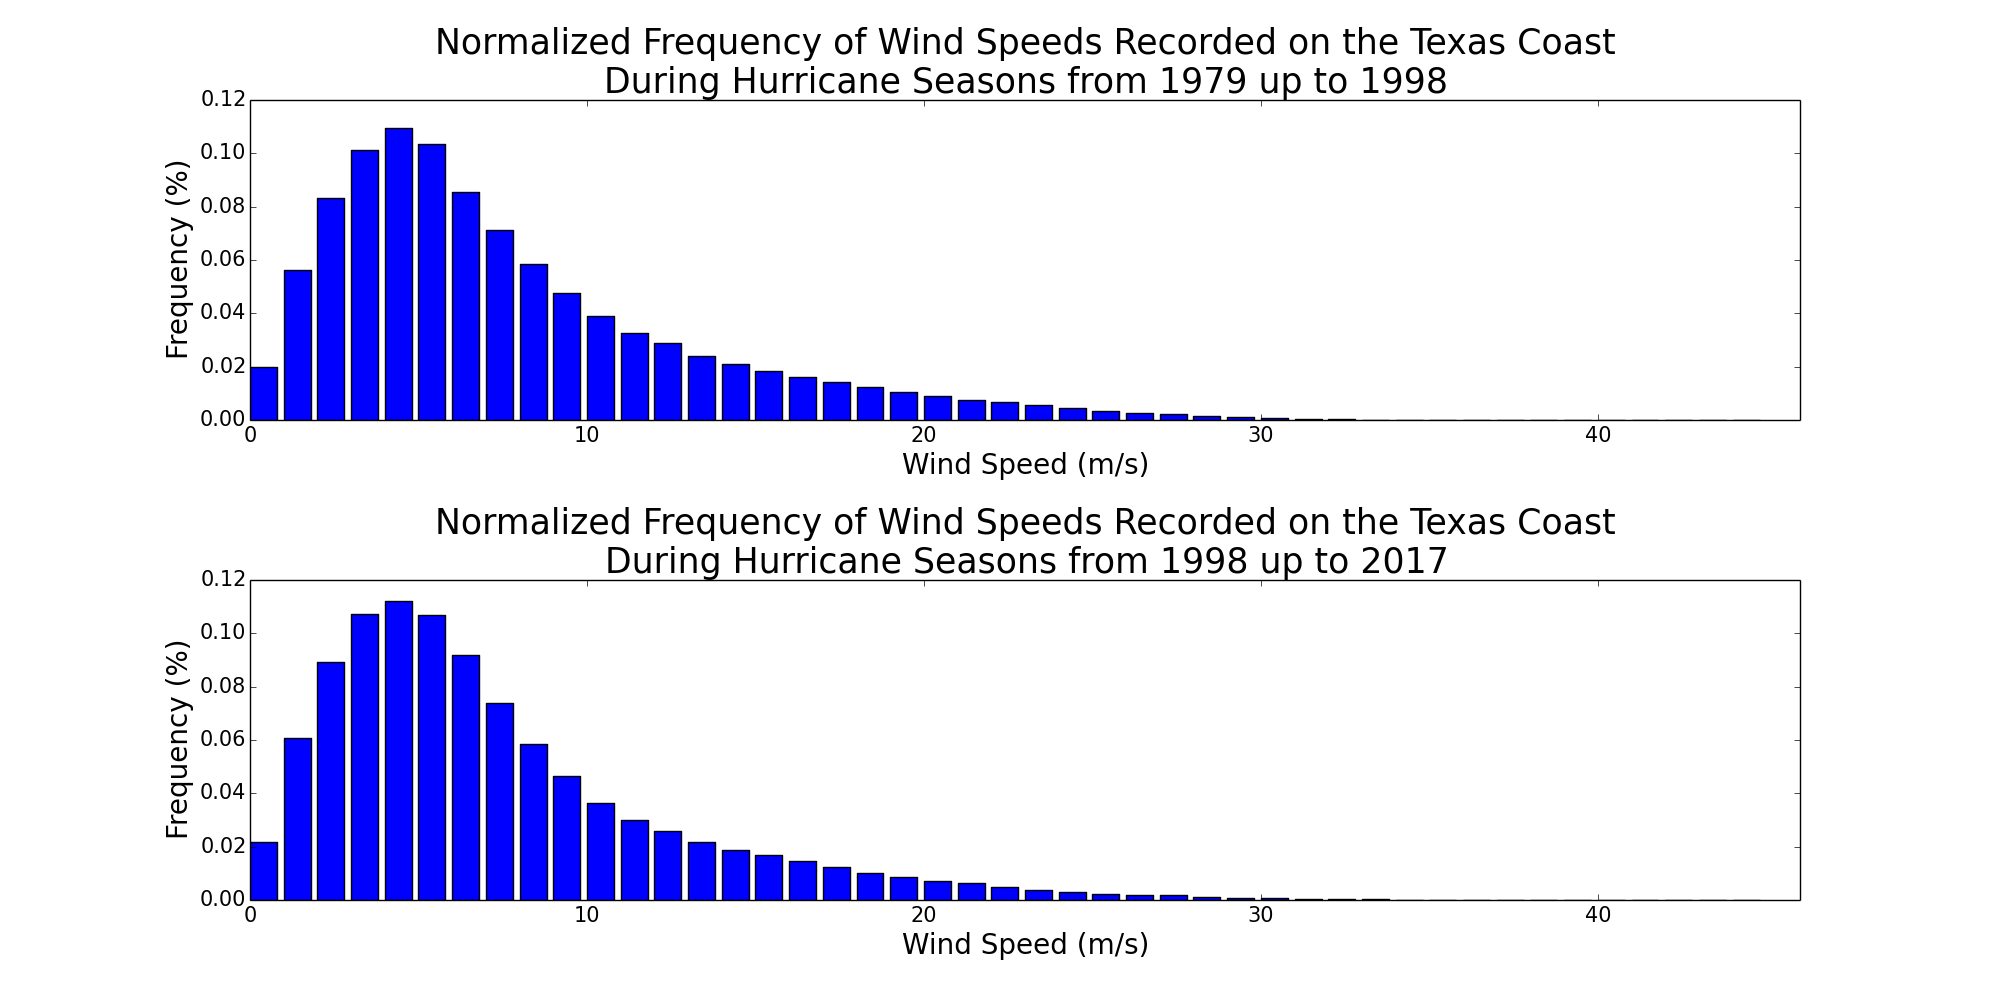 Normalized Frequency of Wind Speeds Recorded on the Texas Coast
During Hurricane Seasons from 1979 up to 1998
0.12
0.10
0.08
0.06
0.04
0.02
0.00
Frequency (%)
0 10 20 30 40
Wind Speed (m/s)
Normalized Frequency of Wind Speeds Recorded on the Texas Coast
During Hurricane Seasons from 1998 up to 2017
0.12
0.10
0.08
0.06
0.04
0.02
0.00
Frequency (%)
0 10 20 30 40
Wind Speed (m/s)